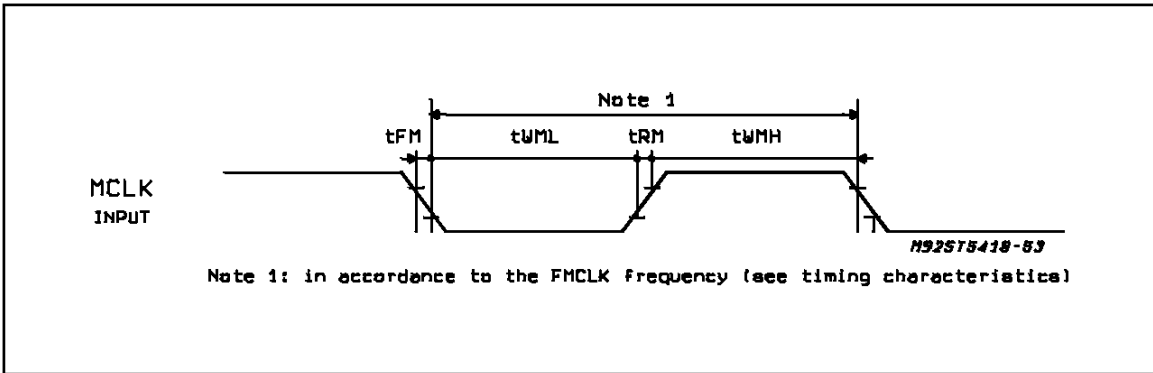 Note 1
tFM tWML tRM tWMH
MCLK
INPUT
M92ST5418-53
Note 1: in accordance to the FMCLK frequency (see timing characteristics)